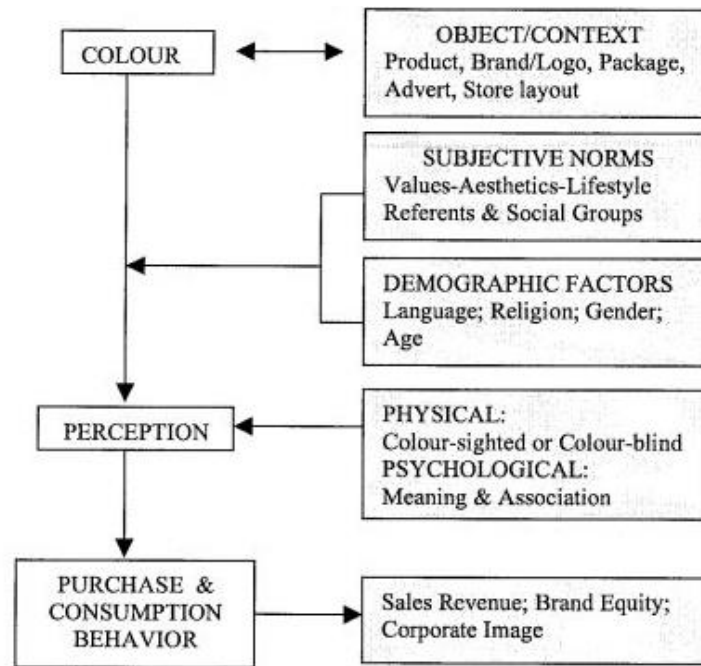 COLOUR
OBJECT/CONTEXT
Product, Brand/Logo, Package,
Advert, Store layout
SUBJECTIVE NORMS
Values-Aesthetics-Lifestyle
Referents & Social Groups
DEMOGRAPHIC FACTORS
Language; Religion; Gender;
Age
PERCEPTION
PHYSICAL:
Colour-sighted or Colour-blind
PSYCHOLOGICAL:
Meaning & Association
PURCHASE &
CONSUMPTION
BEHAVIOR
Sales Revenue; Brand Equity;
Corporate Image